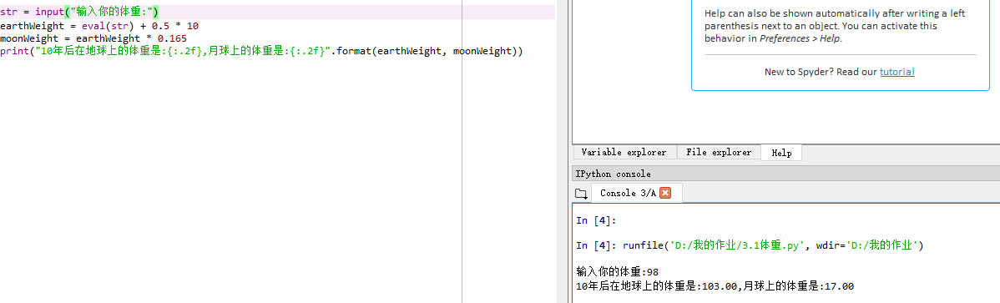 str = input("输入你的体重:")
earthWeight = eval(str) + 0.5 * 10
moonWeight = earthWeight * 0.165
print("10年后在地球上的体重是:{:.2f},月球上的体重是:{:.2f}".format(earthWeight, moonWeight))
Help can also be shown automatically after writing a left
parenthesis next to an object. You can activate this
behavior in Preferences > Help.
New to Spyder? Read our tutorial
Variable explorer File explorer Help
IPython console
Console 3/A
In [4]:
In [4]: runfile('D:/我的作业/3.1体重.py', wdir='D:/我的作业')
输入你的体重:98
10年后在地球上的体重是:103.00,月球上的体重是:17.00